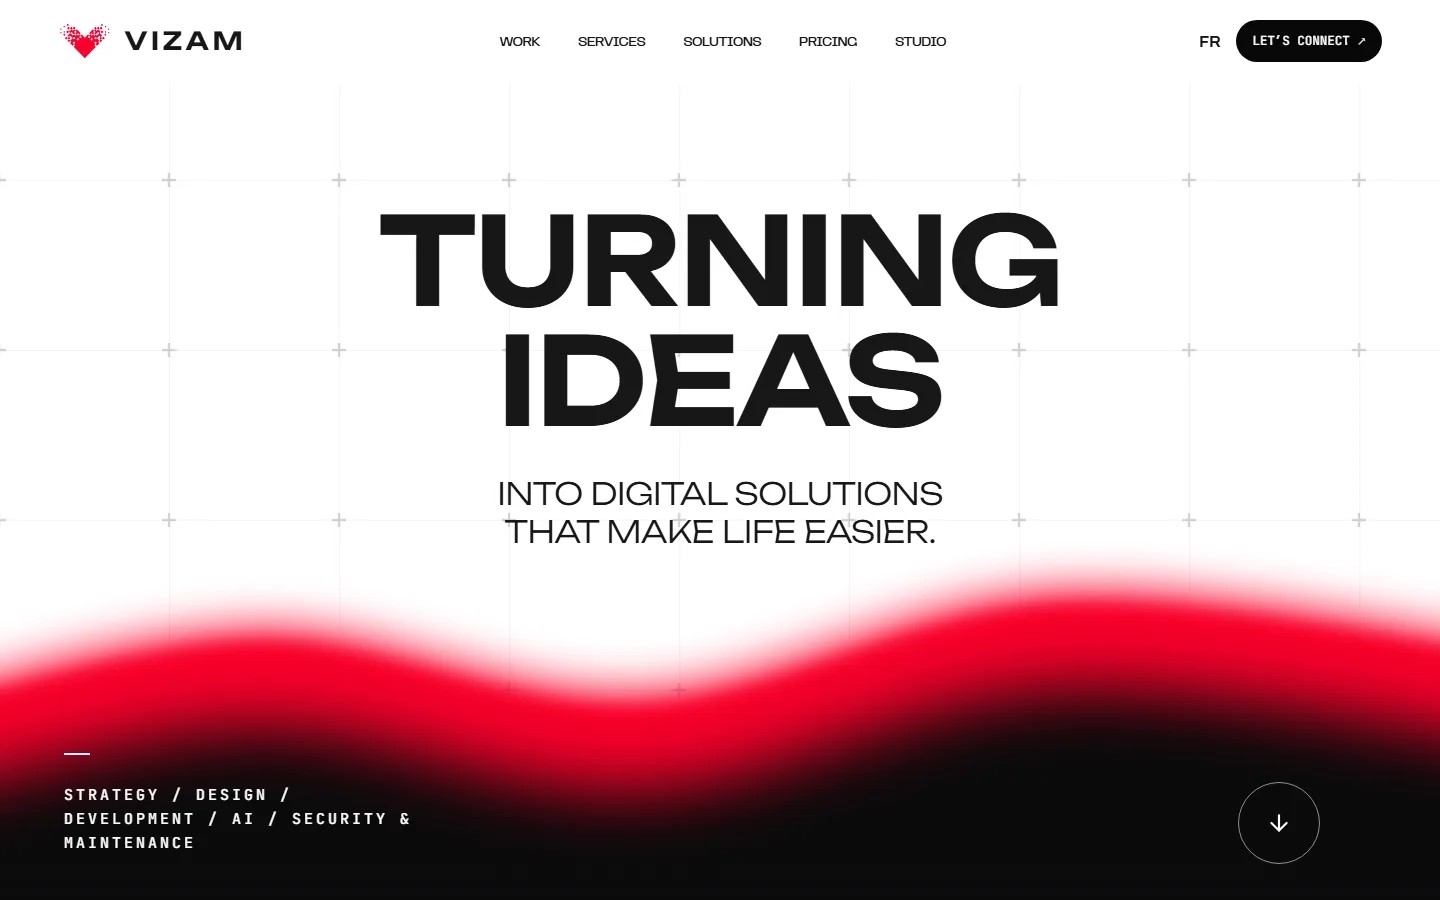 VIZAM
WORK
SERVICES
SOLUTIONS
PRICING
STUDIO
FR
LET’S CONNECT ↗
TURNING
IDEAS
INTO DIGITAL SOLUTIONS
THAT MAKE LIFE EASIER.
STRATEGY / DESIGN /
DEVELOPMENT / AI / SECURITY &
MAINTENANCE